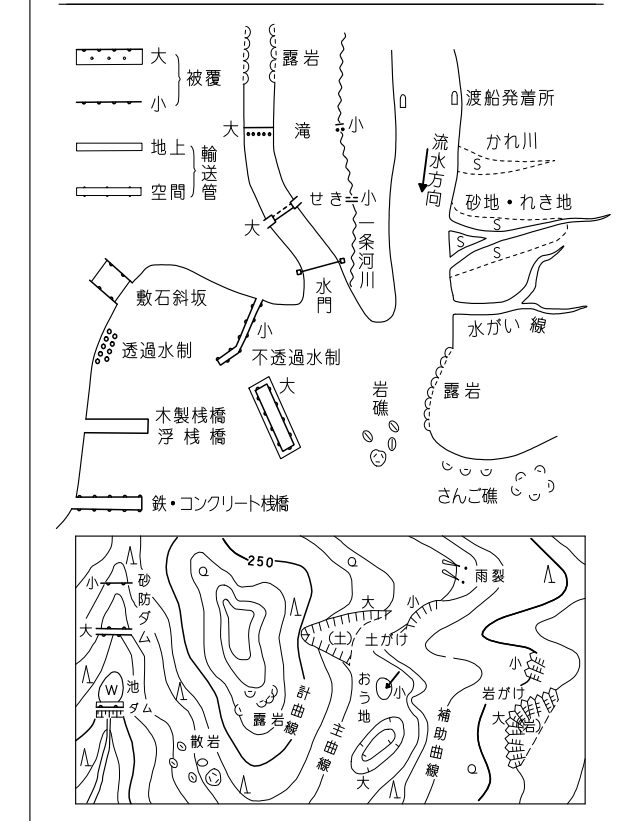 大
小
被覆
地上
空間
輸送管
露岩
大
滝
小
せき
小
大
一条河川
水門
渡船発着所
流水方向
かれ川
S
砂地・れき地
S
S
S
水がい線
敷石斜坂
透過水制
小
不透過水制
大
岩礁
露岩
木製桟橋
浮桟橋
鉄・コンクリート桟橋
さんご礁
250
小
砂防ダム
大
W
池
ダム
大
小
雨裂
(土)
土がけ
おう地
小
計曲線
露岩
散岩
主曲線
大
補助曲線
小
岩がけ
大
(岩)